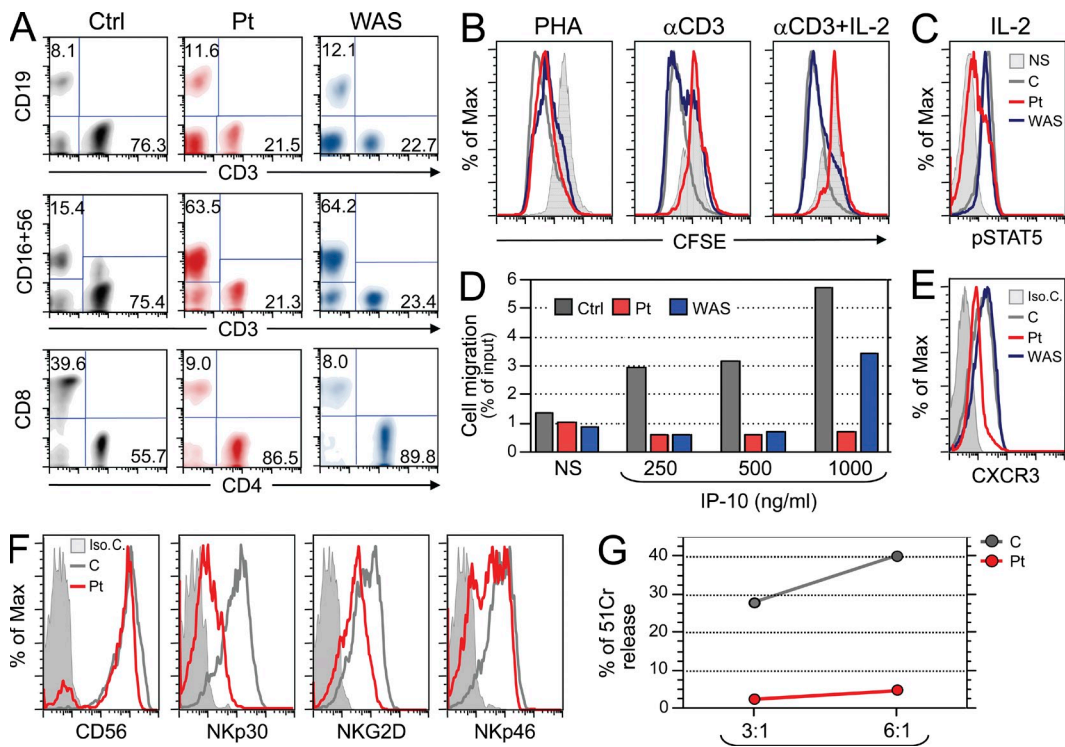 A
Ctrl
Pt
WAS
CD19
8.1
76.3
11.6
21.5
12.1
22.7
CD3
CD16+56
15.4
75.4
63.5
21.3
64.2
23.4
CD3
CD8
39.6
55.7
9.0
86.5
8.0
89.8
CD4
B
PHA
αCD3
αCD3+IL-2
% of Max
CFSE
C
IL-2
% of Max
NS
C
Pt
WAS
pSTAT5
D
Cell migration
(% of input)
6
5
4
3
2
1
0
Ctrl
Pt
WAS
NS
250
500
1000
IP-10 (ng/ml)
E
% of Max
Iso.C.
C
Pt
WAS
CXCR3
F
% of Max
Iso.C.
C
Pt
CD56
NKp30
NKG2D
NKp46
G
% of 51Cr
release
40
30
20
10
0
C
Pt
3:1
6:1